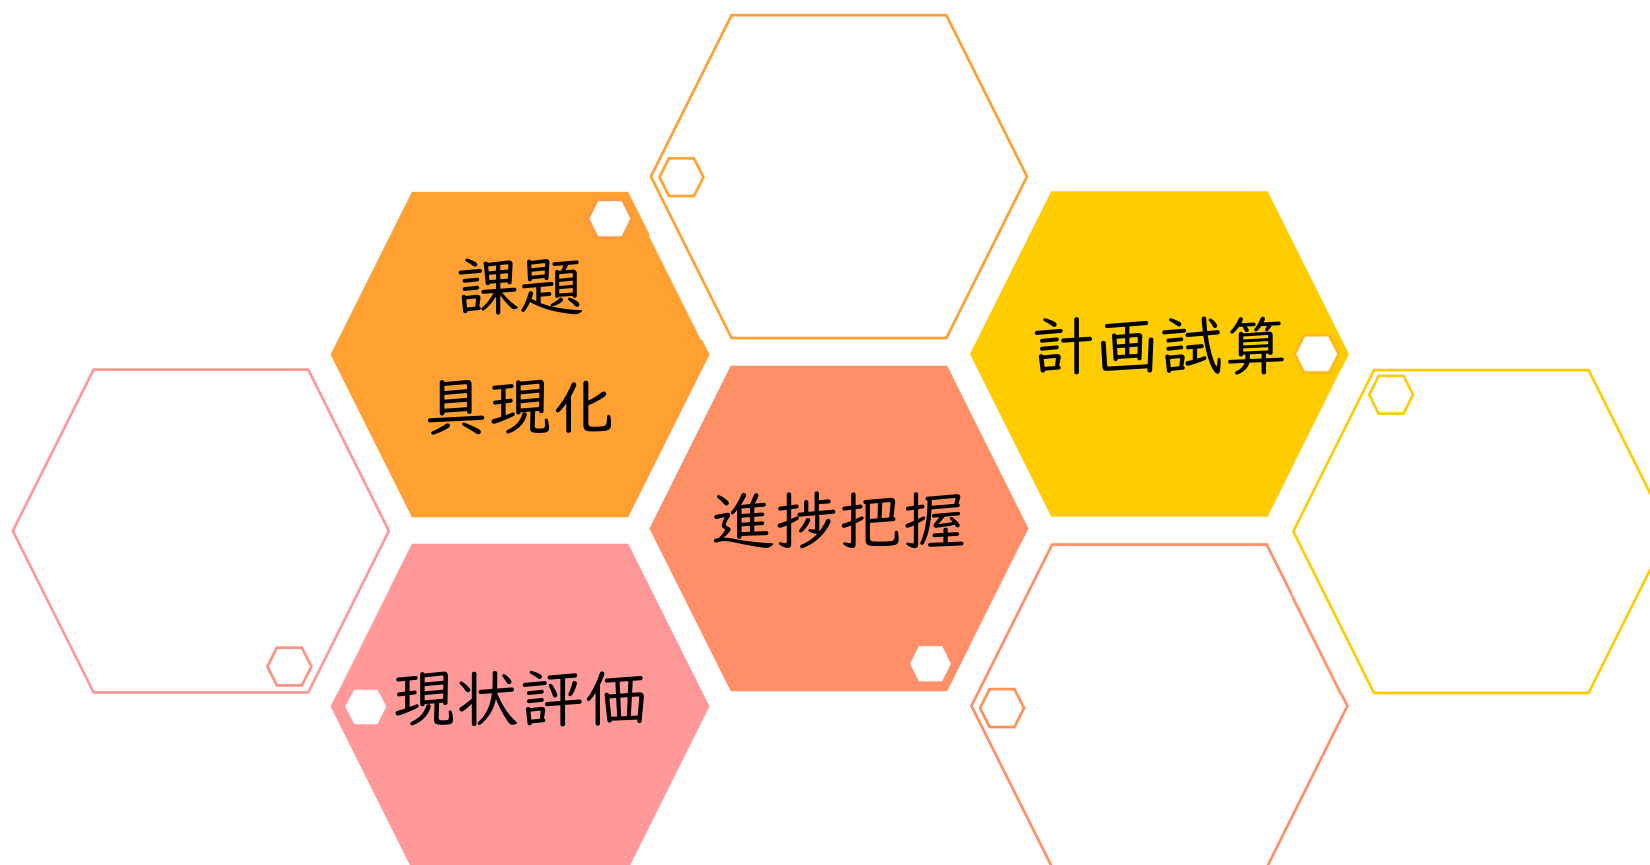 課題
具現化
計画試算
進捗把握
現状評価